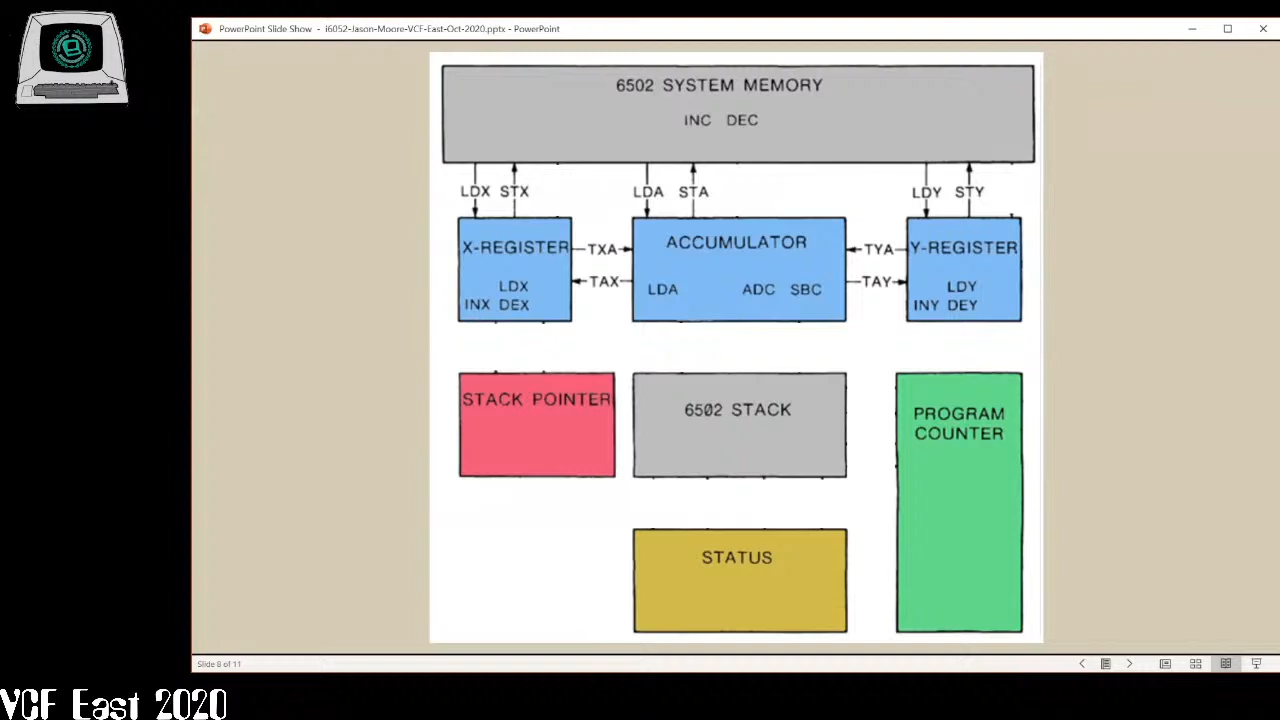 PowerPoint Slide Show - i6052-Jason-Moore-VCF-East-Oct-2020.pptx - PowerPoint
6502 SYSTEM MEMORY
INC DEC
LDX STX LDA STA LDY STY
X-REGISTER TXA ACCUMULATOR TYA Y-REGISTER
TAX TAY
LDX LDA ADC SBC LDY
INX DEX INY DEY
STACK POINTER 6502 STACK PROGRAM
COUNTER
STATUS
Slide 8 of 11
VCF East 2020